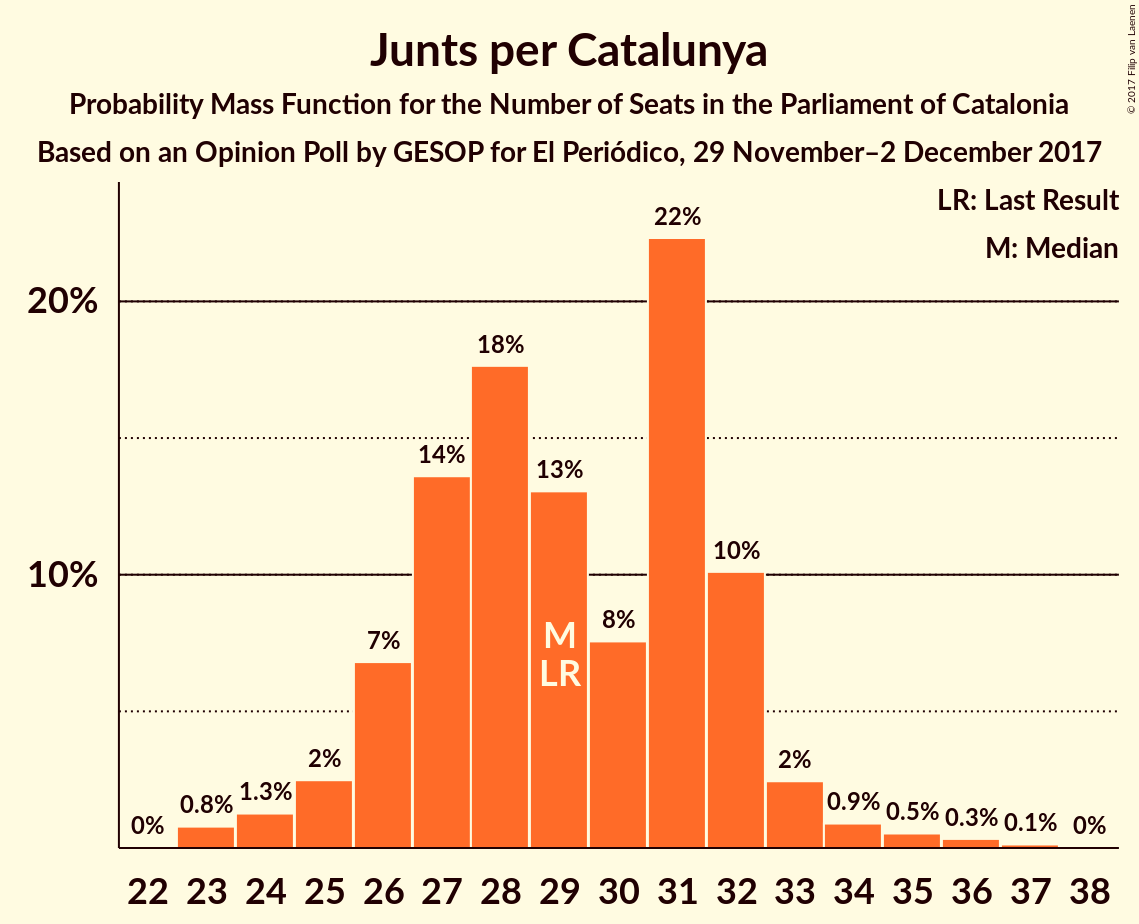 Junts per Catalunya
Probability Mass Function for the Number of Seats in the Parliament of Catalonia
Based on an Opinion Poll by GESOP for El Periódico, 29 November–2 December 2017
© 2017 Filip van Laenen
LR: Last Result
M: Median
20%
10%
0%
0.8%
1.3%
2%
7%
14%
18%
13%
8%
22%
10%
2%
0.9%
0.5%
0.3%
0.1%
0%
M
LR
22 23 24 25 26 27 28 29 30 31 32 33 34 35 36 37 38